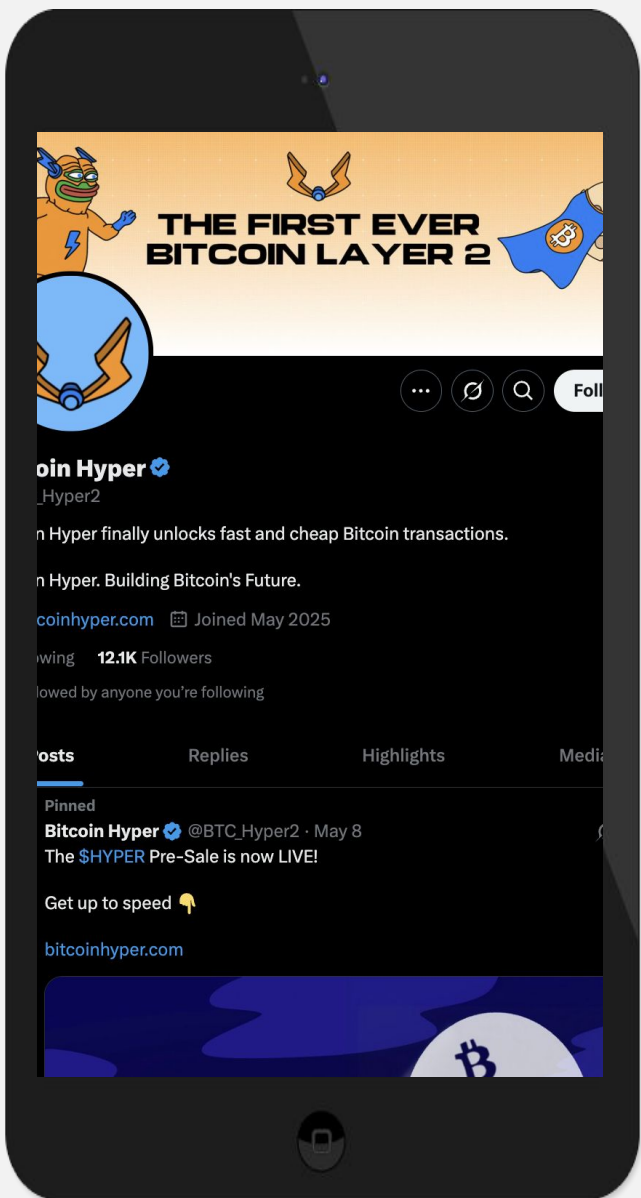 THE FIRST EVER
BITCOIN LAYER 2
Foll
oin Hyper
_Hyper2
n Hyper finally unlocks fast and cheap Bitcoin transactions.
n Hyper. Building Bitcoin's Future.
coinhyper.com Joined May 2025
owing 12.1K Followers
lowed by anyone you're following
Posts Replies Highlights Media
Pinned
Bitcoin Hyper @BTC_Hyper2 · May 8
The $HYPER Pre-Sale is now LIVE!
Get up to speed 👇
bitcoinhyper.com